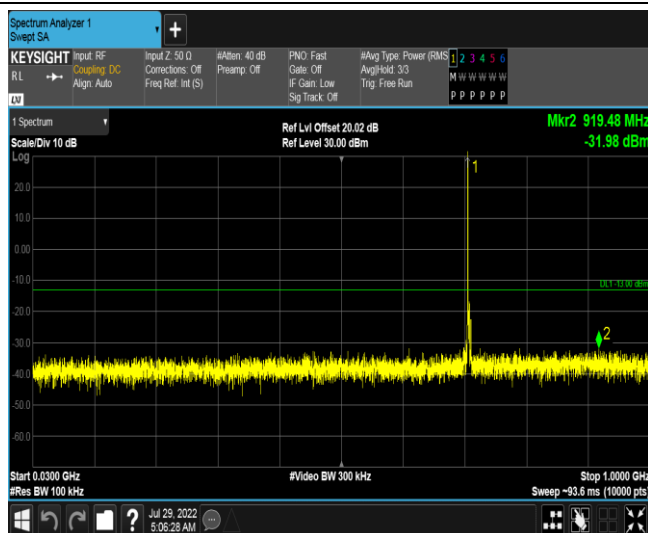 Spectrum Analyzer 1
Swept SA
+
KEYSIGHT
RL
Input: RF
Coupling: DC
Align: Auto
Input Z: 50 Ω
Corrections: Off
Freq Ref: Int (S)
#Atten: 40 dB
Preamp: Off
PNO: Fast
Gate: Off
IF Gain: Low
Sig Track: Off
#Avg Type: Power (RMS
Avg|Hold: 3/3
Trig: Free Run
1 2 3 4 5 6
M W W W W W
P P P P P P
LXI
1 Spectrum
Scale/Div 10 dB
Log
Ref Lvl Offset 20.02 dB
Ref Level 30.00 dBm
Mkr2 919.48 MHz
-31.98 dBm
1
20.0
10.0
0.00
-10.0
DL1 -13.00 dBm
-20.0
-30.0
2
-40.0
-50.0
-60.0
Start 0.0300 GHz
#Res BW 100 kHz
#Video BW 300 kHz
Stop 1.0000 GHz
Sweep ~93.6 ms (10000 pts)
?
Jul 29, 2022
5:06:28 AM